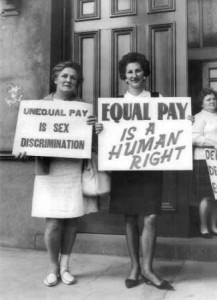 UNEQUAL PAY
IS SEX
DISCRIMINATION
EQUAL PAY
IS A
HUMAN
RIGHT